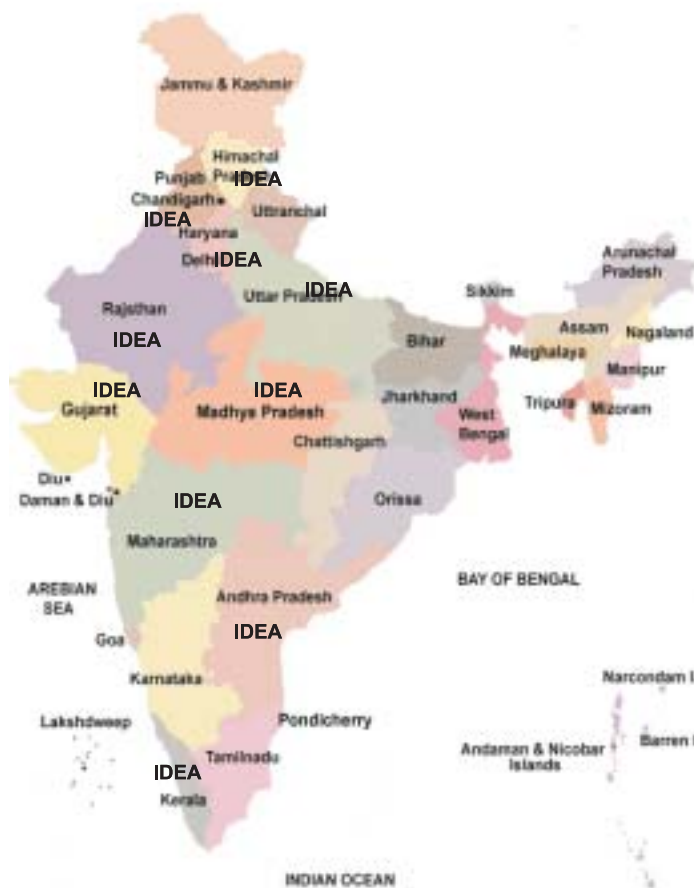 Jammu & Kashmir
Himachal
Pradesh
IDEA
Punjab
Chandigarh
IDEA
Uttranchal
Haryana
Delhi
IDEA
Uttar Pradesh
IDEA
Rajsthan
IDEA
Sikkim
Arunachal
Pradesh
Assam
Nagaland
Meghalaya
Manipur
Tripura
Mizoram
Bihar
Jharkhand
West
Bengal
IDEA
Gujarat
IDEA
Madhya Pradesh
Chattishgarh
Diu
Daman & Diu
IDEA
Orissa
Maharashtra
AREBIAN
SEA
BAY OF BENGAL
Andhra Pradesh
IDEA
Goa
Karnataka
Lakshdweep
Pondicherry
Narcondam I
Barren
Andaman & Nicobar
Islands
Tamilnadu
IDEA
Kerala
INDIAN OCEAN